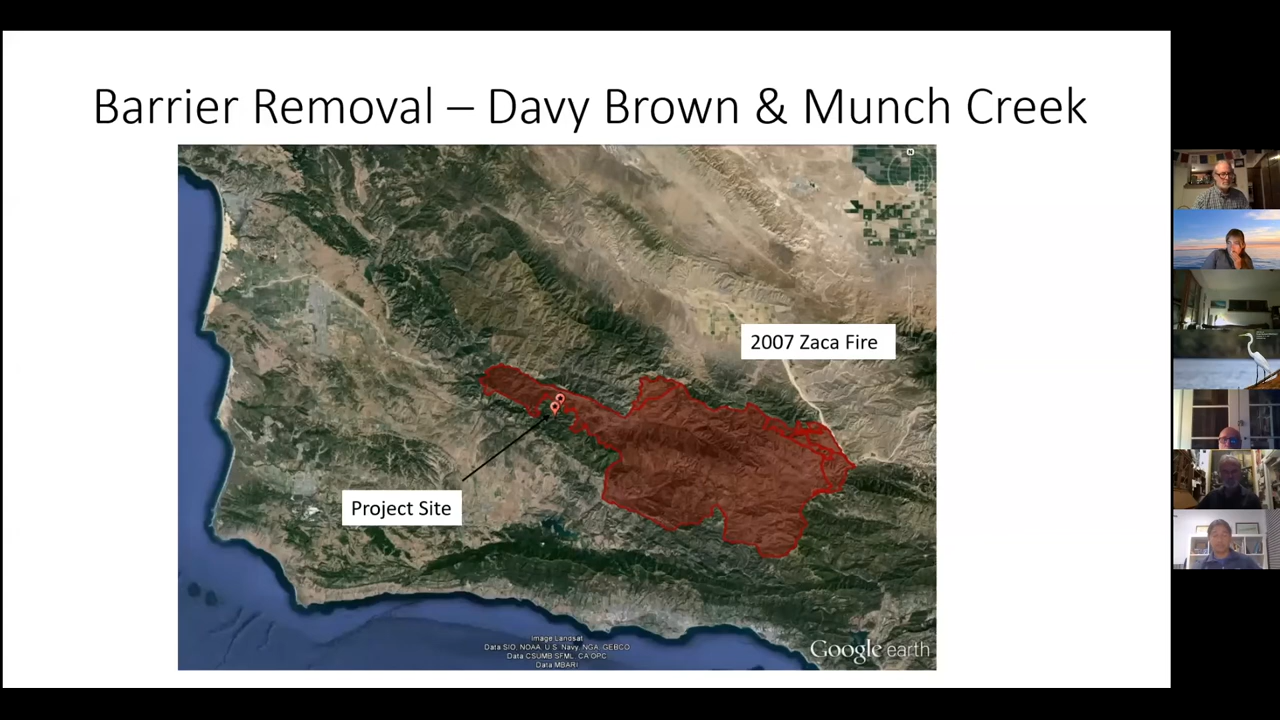 Barrier Removal – Davy Brown & Munch Creek
N
2007 Zaca Fire
Project Site
Image Landsat
Data SIO, NOAA, U.S. Navy, NGA, GEBCO
Data CSUMB SFML, CA OPC
Data MBARI
Google earth